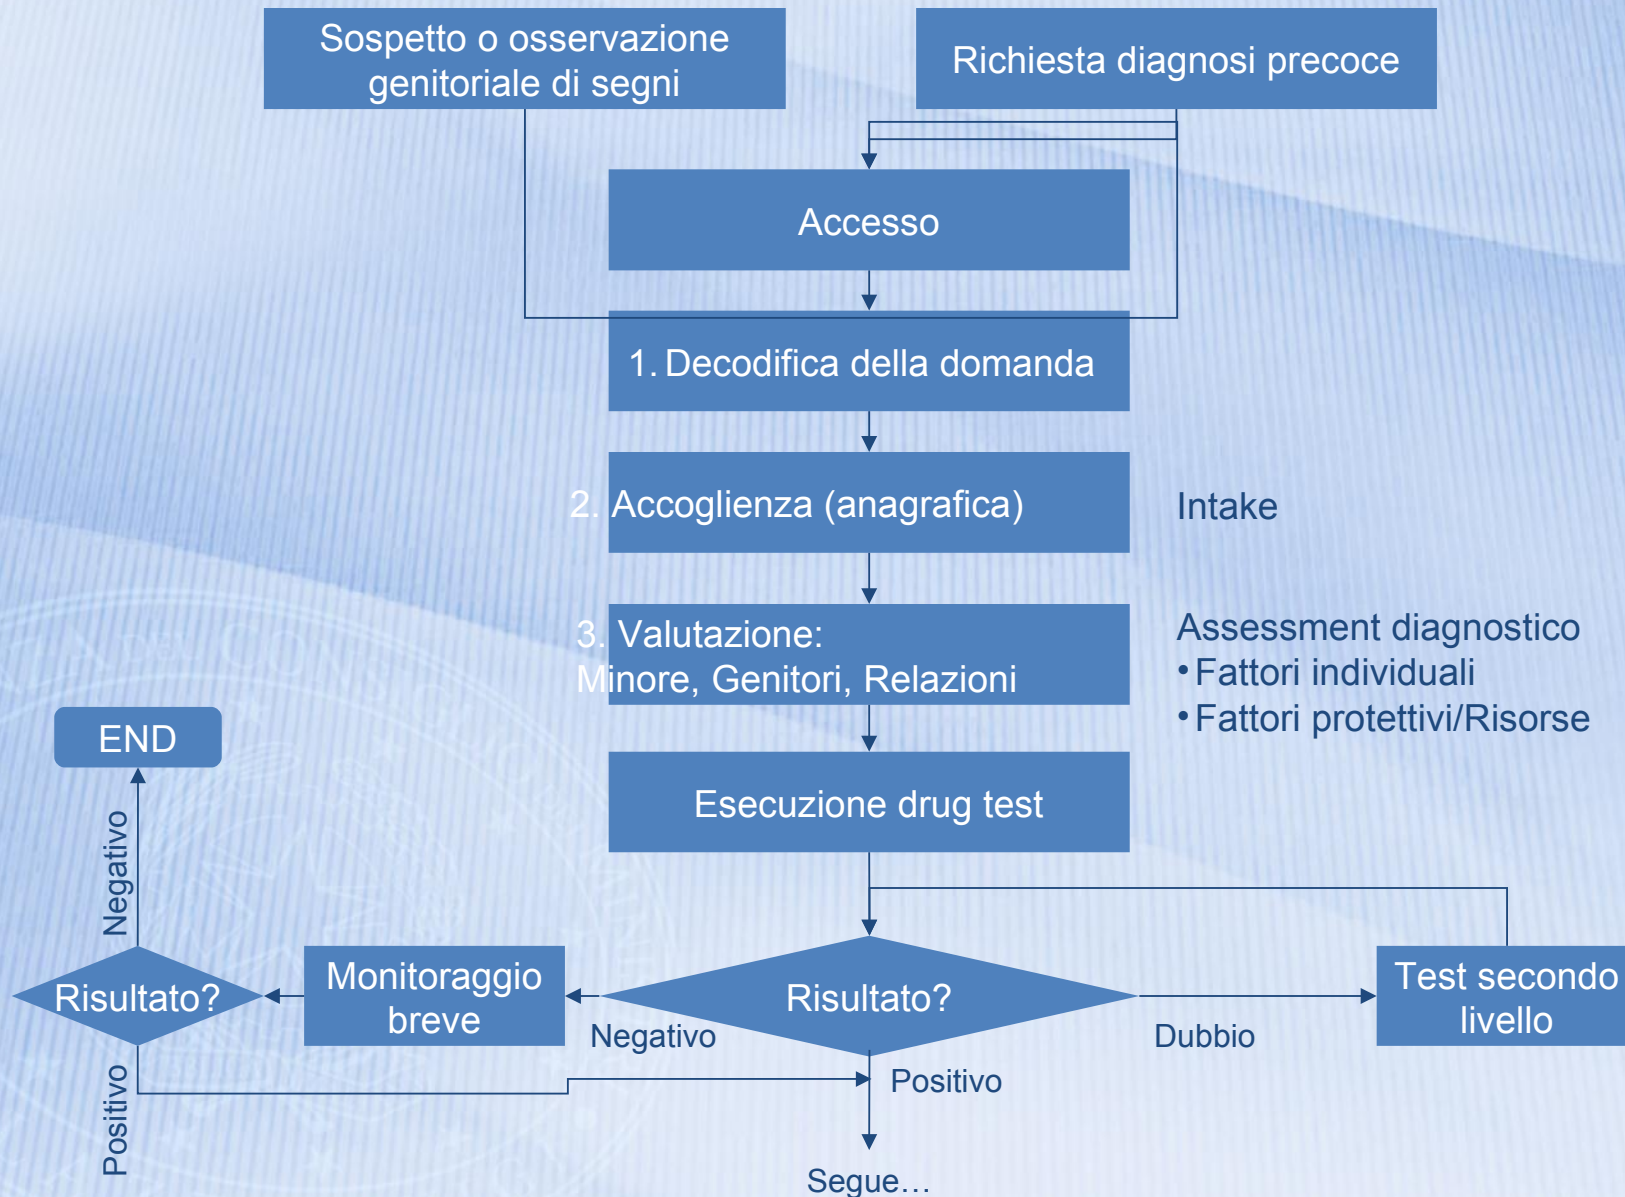 Sospetto o osservazione
genitoriale di segni
Richiesta diagnosi precoce
Accesso
1. Decodifica della domanda
2. Accoglienza (anagrafica)
Intake
3. Valutazione:
Minore, Genitori, Relazioni
Assessment diagnostico
•Fattori individuali
•Fattori protettivi/Risorse
END
Esecuzione drug test
Negativo
Risultato?
Monitoraggio
breve
Negativo
Risultato?
Dubbio
Test secondo
livello
Positivo
Positivo
Segue…